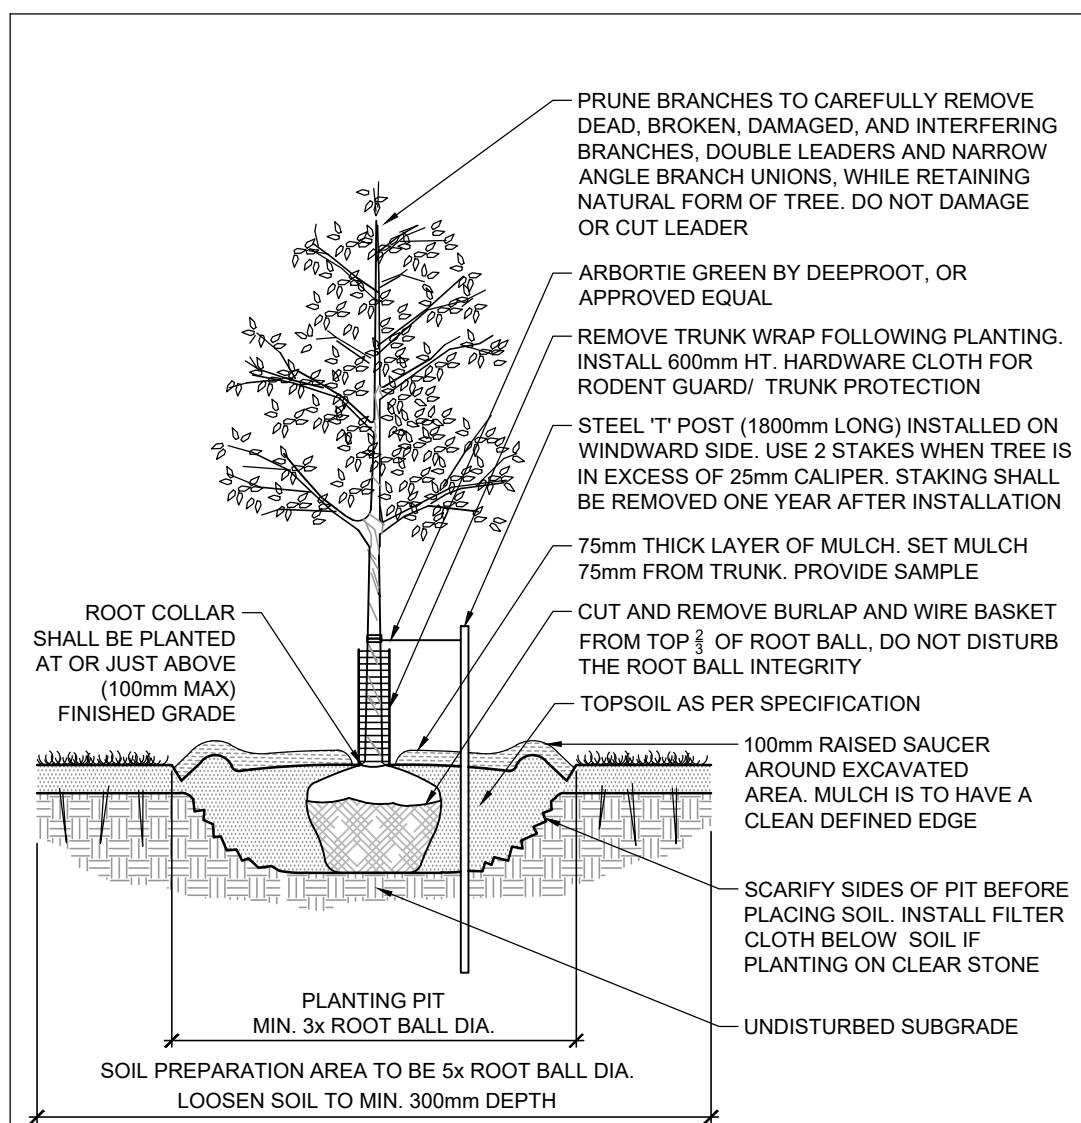 PRUNE BRANCHES TO CAREFULLY REMOVE
DEAD, BROKEN, DAMAGED, AND INTERFERING
BRANCHES, DOUBLE LEADERS AND NARROW
ANGLE BRANCH UNIONS, WHILE RETAINING
NATURAL FORM OF TREE. DO NOT DAMAGE
OR CUT LEADER
ARBORTIE GREEN BY DEEPROOT, OR
APPROVED EQUAL
REMOVE TRUNK WRAP FOLLOWING PLANTING.
INSTALL 600mm HT. HARDWARE CLOTH FOR
RODENT GUARD/ TRUNK PROTECTION
STEEL 'T' POST (1800mm LONG) INSTALLED ON
WINDWARD SIDE. USE 2 STAKES WHEN TREE IS
IN EXCESS OF 25mm CALIPER. STAKING SHALL
BE REMOVED ONE YEAR AFTER INSTALLATION
75mm THICK LAYER OF MULCH. SET MULCH
75mm FROM TRUNK. PROVIDE SAMPLE
CUT AND REMOVE BURLAP AND WIRE BASKET
FROM TOP 2/3 OF ROOT BALL, DO NOT DISTURB
THE ROOT BALL INTEGRITY
ROOT COLLAR
SHALL BE PLANTED
AT OR JUST ABOVE
(100mm MAX)
FINISHED GRADE
TOPSOIL AS PER SPECIFICATION
100mm RAISED SAUCER
AROUND EXCAVATED
AREA. MULCH IS TO HAVE A
CLEAN DEFINED EDGE
SCARIFY SIDES OF PIT BEFORE
PLACING SOIL. INSTALL FILTER
CLOTH BELOW SOIL IF
PLANTING ON CLEAR STONE
UNDISTURBED SUBGRADE
PLANTING PIT
MIN. 3x ROOT BALL DIA.
SOIL PREPARATION AREA TO BE 5x ROOT BALL DIA.
LOOSEN SOIL TO MIN. 300mm DEPTH